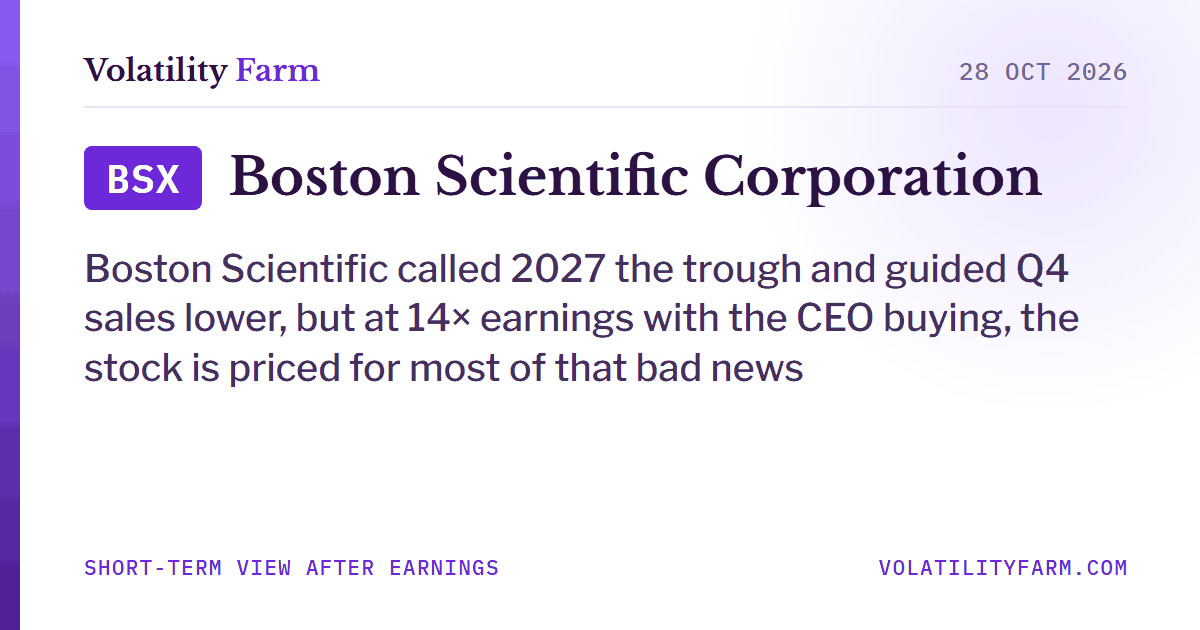 Volatility Farm
28 OCT 2026
BSX Boston Scientific Corporation
Boston Scientific called 2027 the trough and guided Q4
sales lower, but at 14× earnings with the CEO buying, the
stock is priced for most of that bad news
SHORT-TERM VIEW AFTER EARNINGS
VOLATILITYFARM.COM